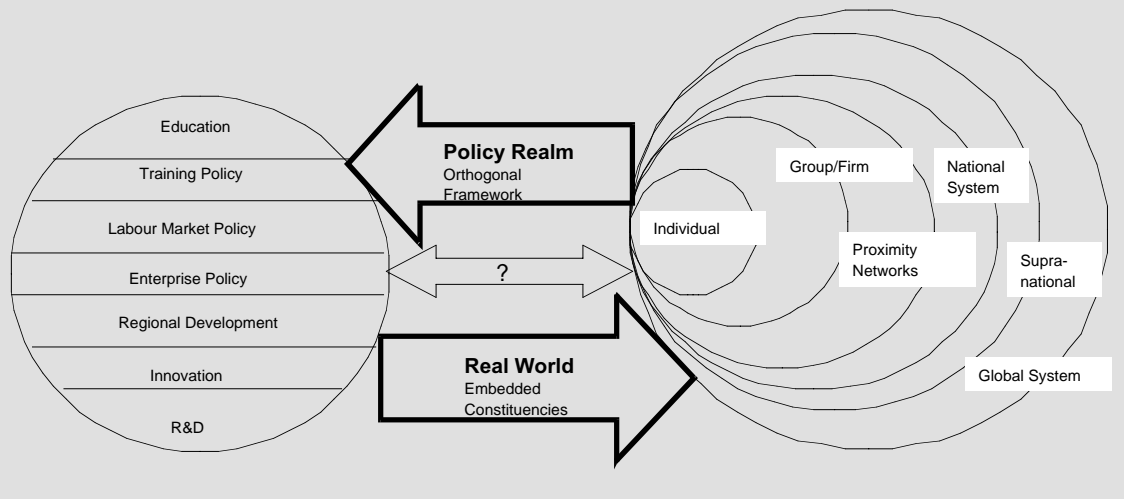 Education
Training Policy
Labour Market Policy
Enterprise Policy
Regional Development
Innovation
R&D
Policy Realm
Orthogonal
Framework
?
Real World
Embedded
Constituencies
Individual
Group/Firm
Proximity
Networks
National
System
Supra-
national
Global System